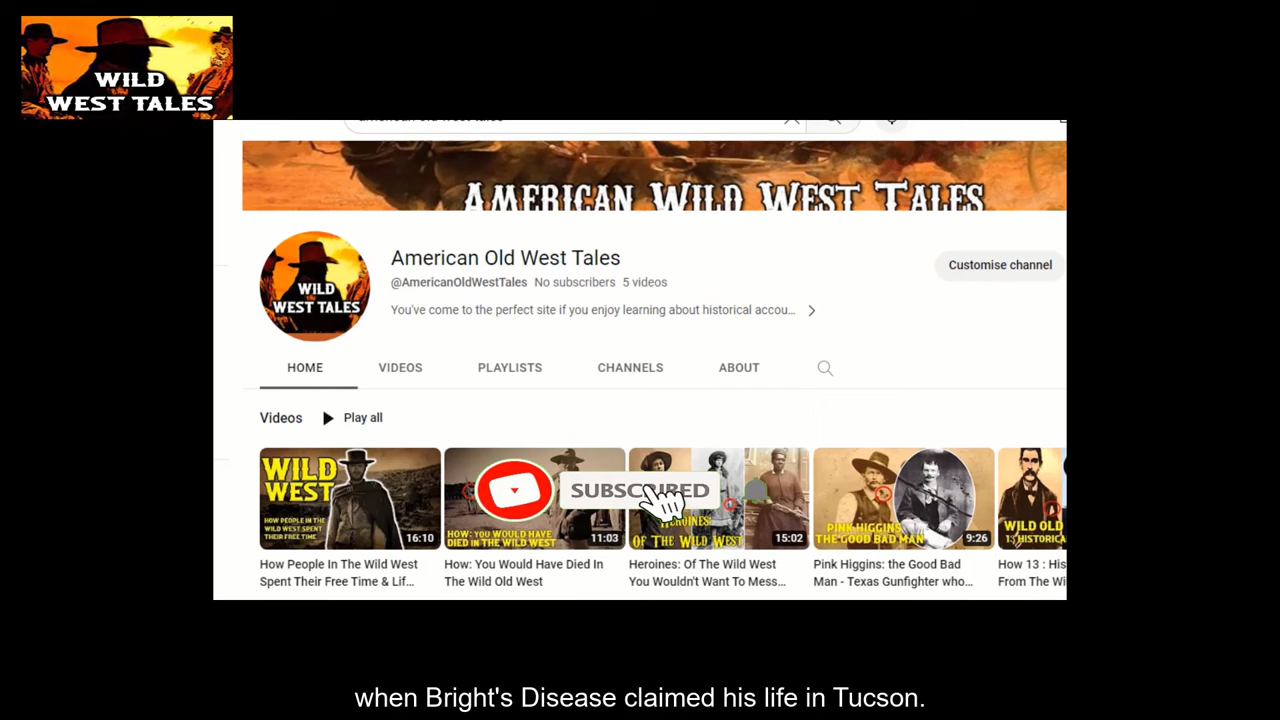 WILD
WEST TALES
american old west tales
AMERICAN WILD WEST TALES
American Old West Tales
Customise channel
@AmericanOldWestTales No subscribers 5 videos
You've come to the perfect site if you enjoy learning about historical accou...
WILD
WEST TALES
HOME VIDEOS PLAYLISTS CHANNELS ABOUT
Videos Play all
WILD
WEST
HOW PEOPLE IN THE
WILD WEST SPENT
THEIR FREE TIME
16:10
SUBSCRIBED
HOW: YOU WOULD HAVE
DIED IN THE WILD WEST
11:03
HEROINES:
OF THE WILD WEST
15:02
PINK HIGGINS
THE GOOD BAD MAN
9:26
WILD OLD
13: HISTORICA
How People In The Wild West
Spent Their Free Time & Lif...
How: You Would Have Died In
The Wild Old West
Heroines: Of The Wild West
You Wouldn't Want To Mess...
Pink Higgins: the Good Bad
Man - Texas Gunfighter who...
How 13 : His
From The Wi
when Bright's Disease claimed his life in Tucson.